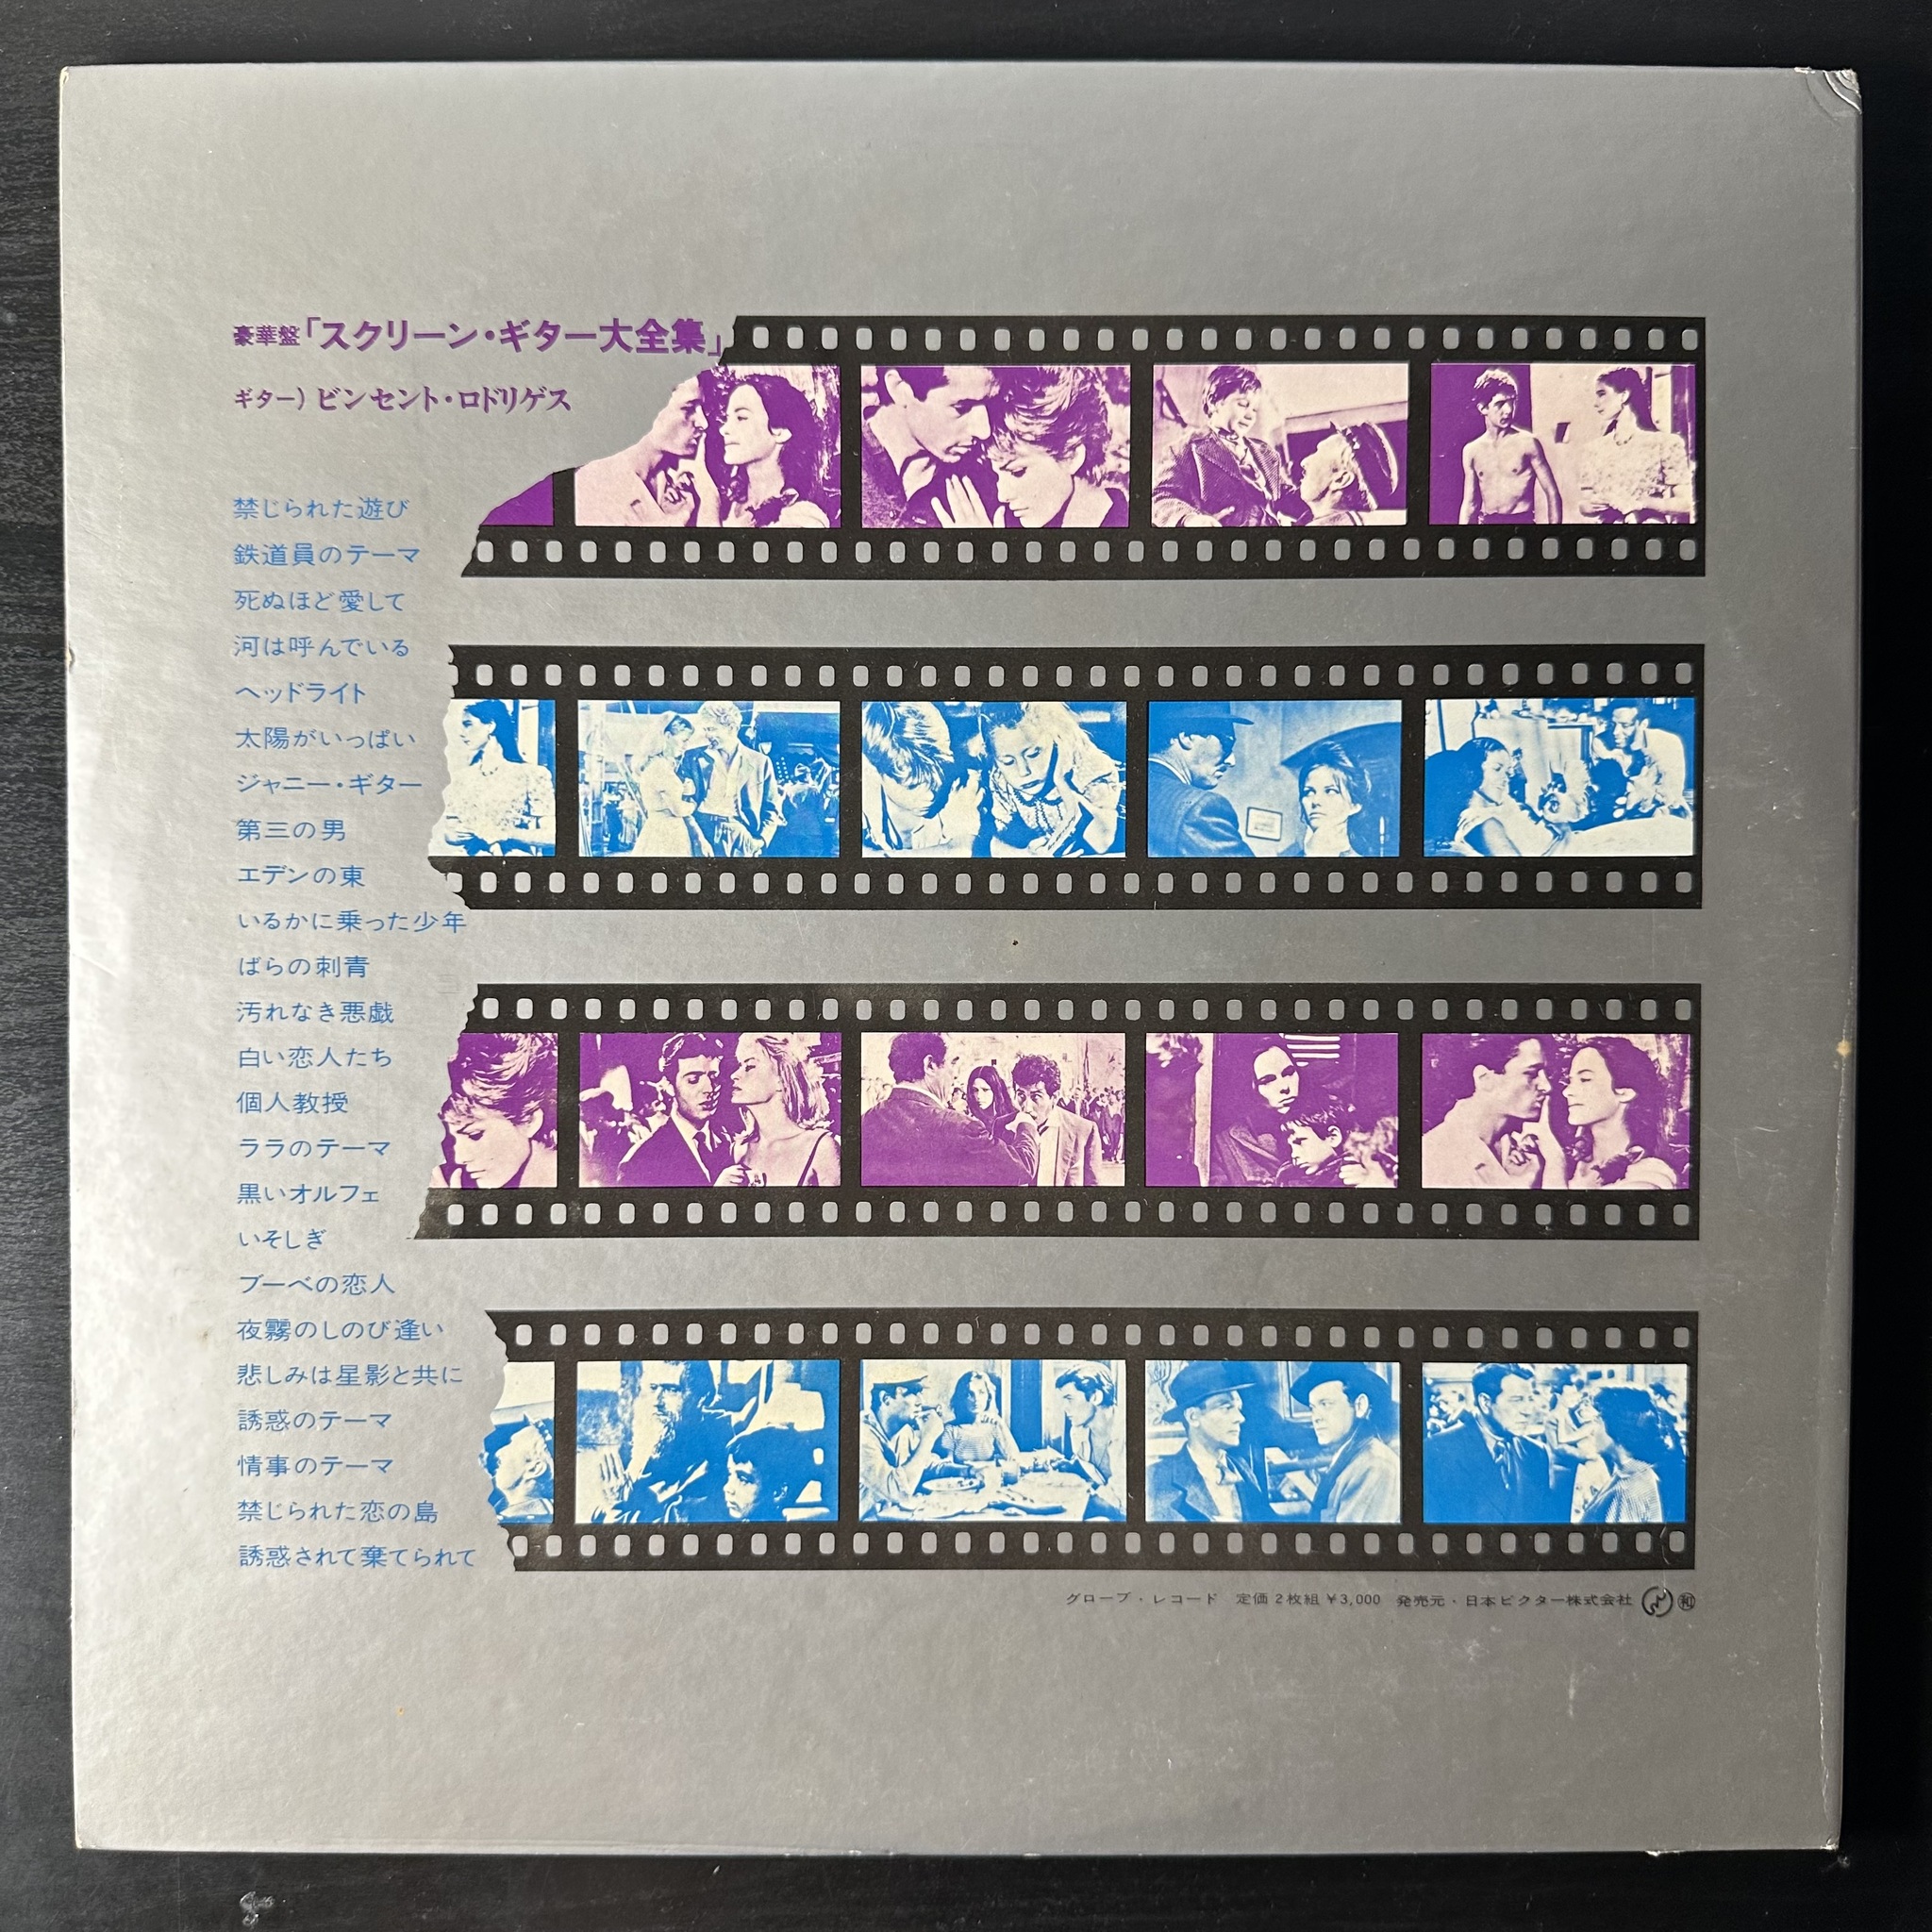 豪華盤「スクリーン・ギター大全集」
ギター) ビンセント・ロドリゲス
禁じられた遊び
鉄道員のテーマ
死ぬほど愛して
河は呼んでいる
ヘッドライト
太陽がいっぱい
ジャニー・ギター
第三の男
エデンの東
いるかに乗った少年
ばらの刺青
汚れなき悪戯
白い恋人たち
個人教授
ララのテーマ
黒いオルフェ
いそしぎ
ブーベの恋人
夜霧のしのび逢い
悲しみは星影と共に
誘惑のテーマ
情事のテーマ
禁じられた恋の島
誘惑されて棄てられて
グローブ・レコード 定価2枚組¥3,000 発売元・日本ビクター株式会社 ㋿